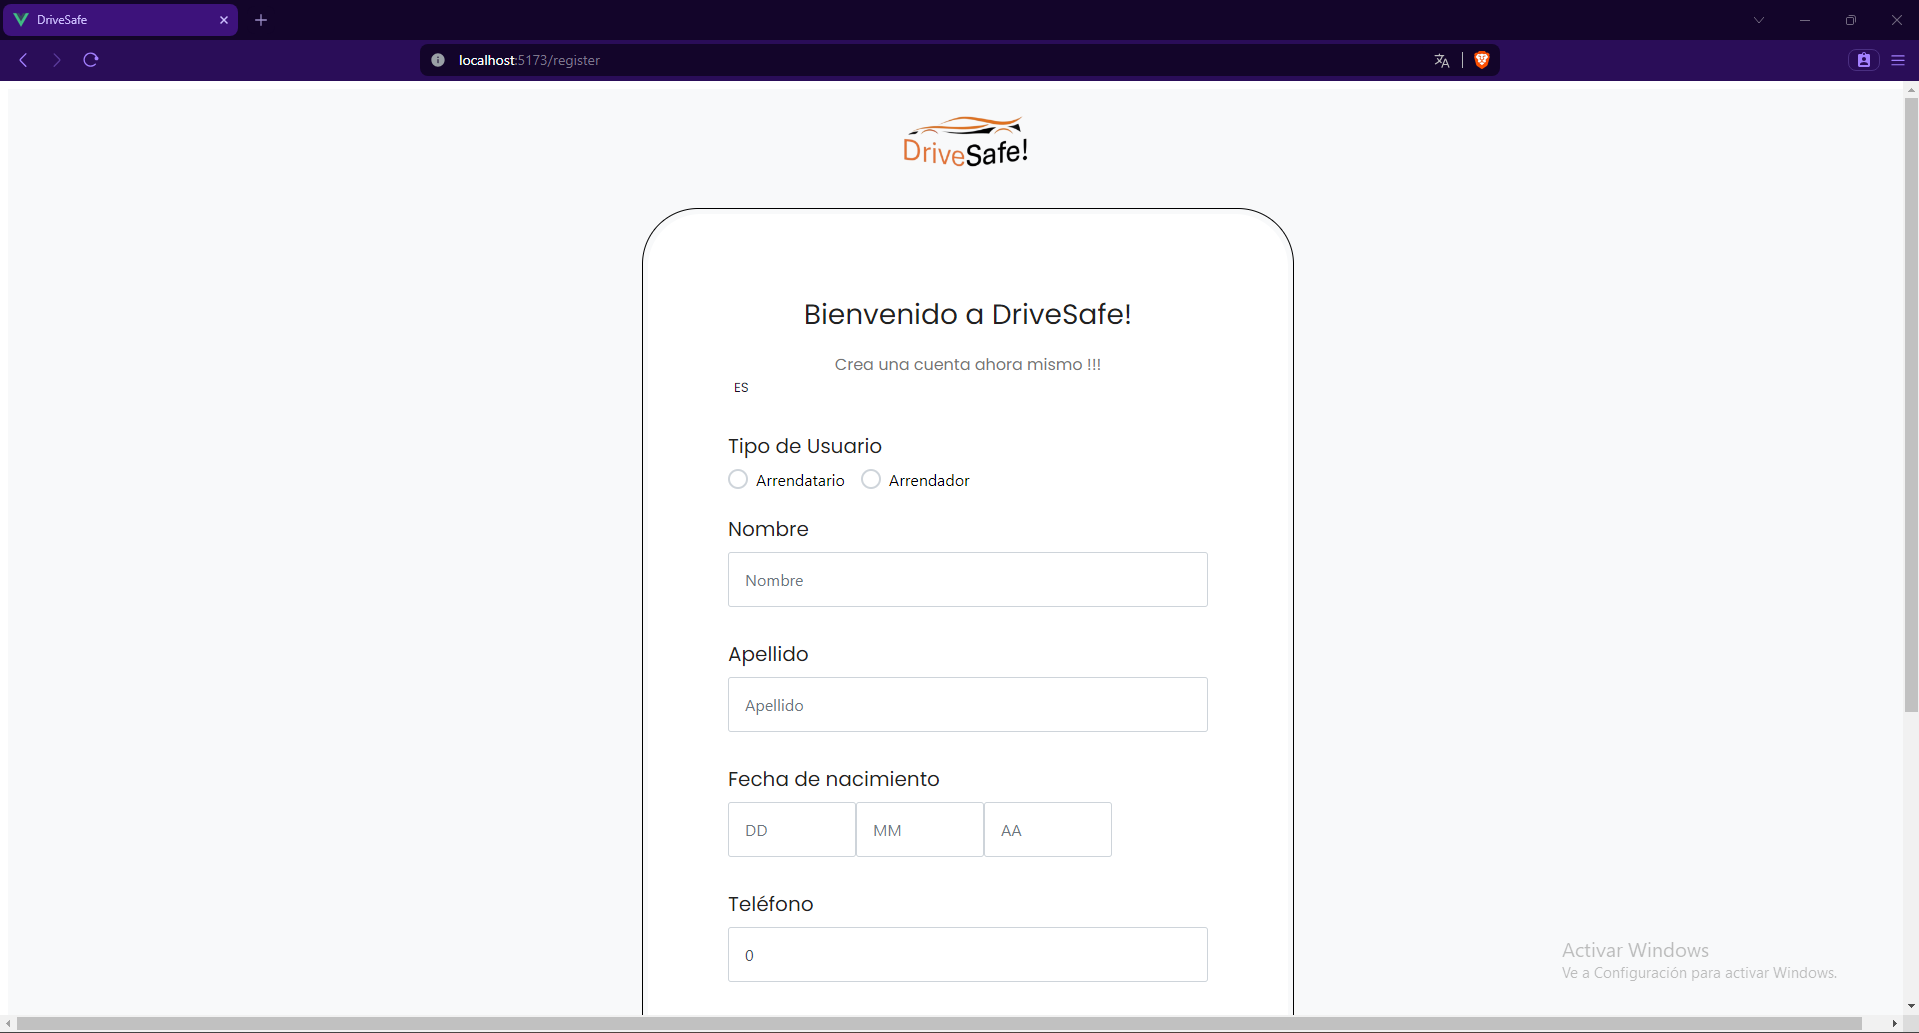 DriveSafe
localhost:5173/register
DriveSafe!
Bienvenido a DriveSafe!
Crea una cuenta ahora mismo !!!
ES
Tipo de Usuario
Arrendatario Arrendador
Nombre
Nombre
Apellido
Apellido
Fecha de nacimiento
DD MM AA
Teléfono
0
Activar Windows
Ve a Configuración para activar Windows.